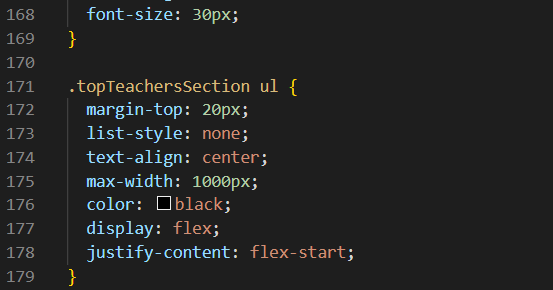 168 font-size: 30px;
169 }
170
171 .topTeachersSection ul {
172 margin-top: 20px;
173 list-style: none;
174 text-align: center;
175 max-width: 1000px;
176 color: black;
177 display: flex;
178 justify-content: flex-start;
179 }